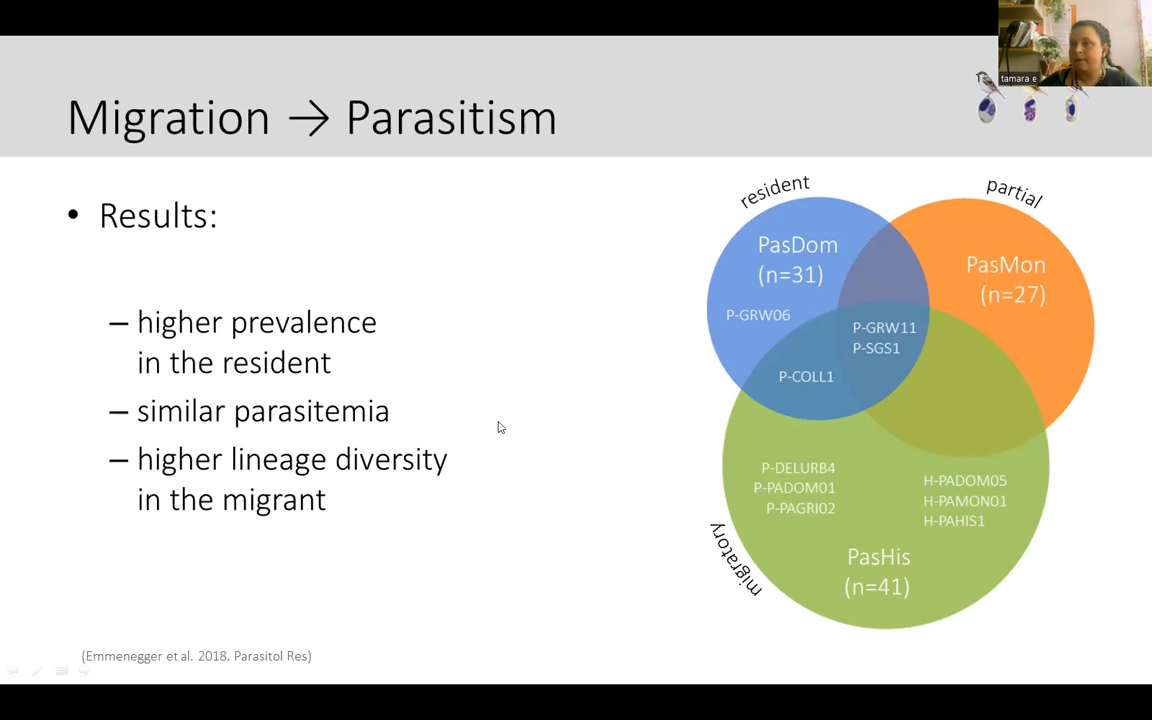 tamara e
Migration → Parasitism
• Results:
– higher prevalence
in the resident
– similar parasitemia
– higher lineage diversity
in the migrant
resident
partial
PasDom
(n=31)
PasMon
(n=27)
P-GRW06
P-GRW11
P-SGS1
P-COLL1
P-DELURB4
P-PADOM01
P-PAGRI02
H-PADOM05
H-PAMON01
H-PAHIS1
migratory
PasHis
(n=41)
(Emmenegger et al. 2018. Parasitol Res)